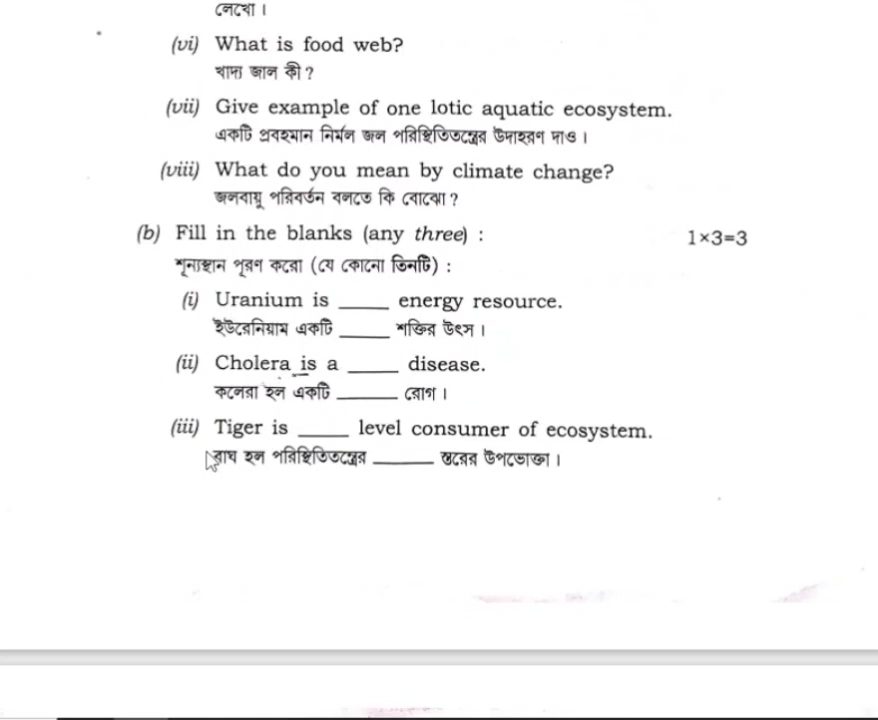 লেখো ।
(vi) What is food web?
খাদ্য জাল কী ?
(vii) Give example of one lotic aquatic ecosystem.
একটি প্রবহমান নির্মল জল পরিস্থিতিতন্ত্রের উদাহরণ দাও ।
(viii) What do you mean by climate change?
জলবায়ু পরিবর্তন বলতে কি বোঝো ?
(b) Fill in the blanks (any three) : 1×3=3
শূন্যস্থান পূরণ করো (যে কোনো তিনটি) :
(i) Uranium is _____ energy resource.
ইউরেনিয়াম একটি _____ শক্তির উৎস ।
(ii) Cholera is a _____ disease.
কলেরা হল একটি ______ রোগ ।
(iii) Tiger is _____ level consumer of ecosystem.
বাঘ হল পরিস্থিতিতন্ত্রের ______ স্তরের উপভোক্তা ।